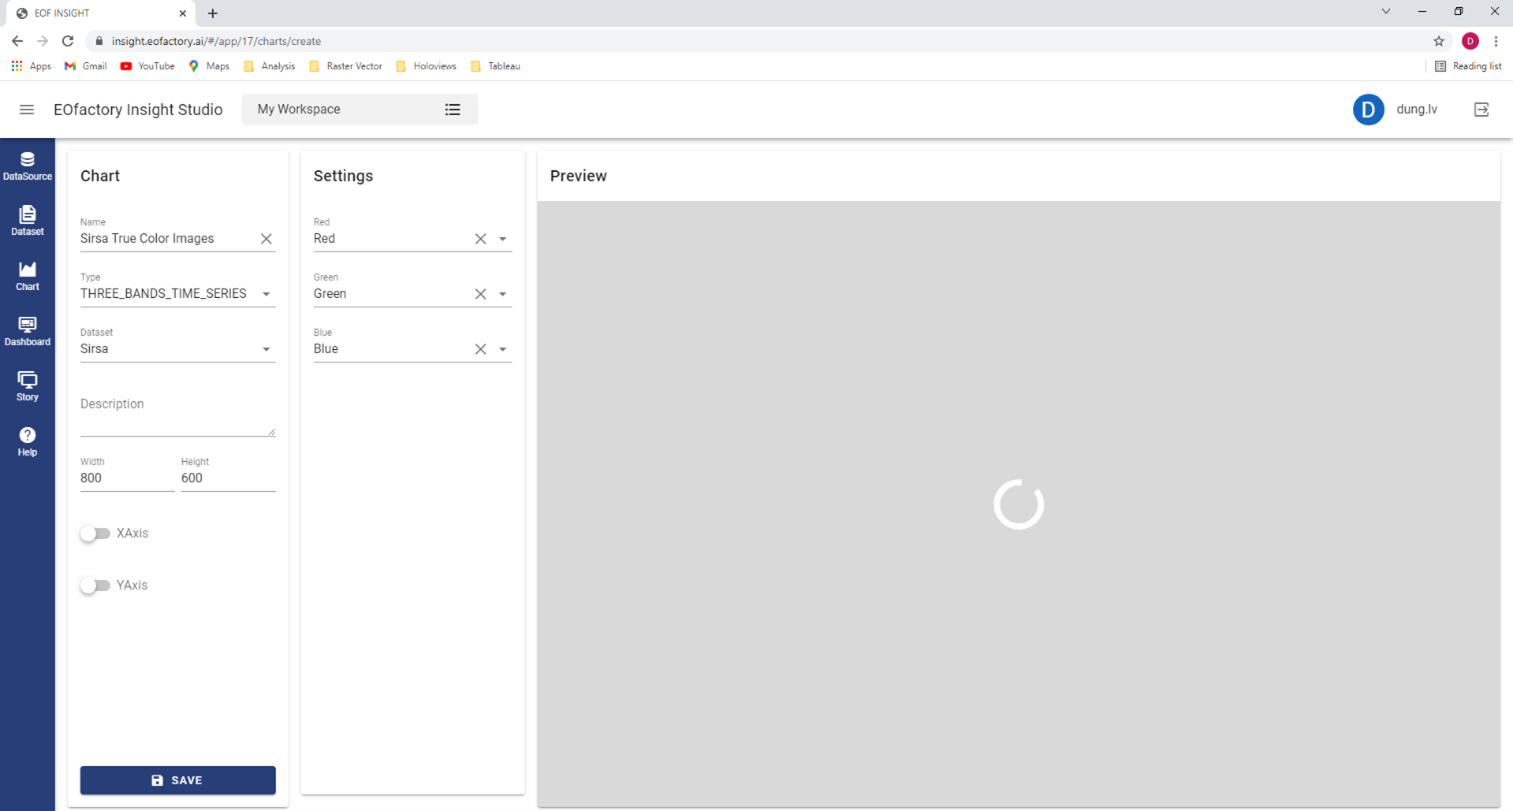 EOF INSIGHT
insight.eofactory.ai/#/app/17/charts/create
D
Apps Gmail YouTube Maps Analysis Raster Vector Holoviews Tableau Reading list
EOfactory Insight Studio My Workspace D dung.lv
DataSource
Dataset
Chart
Dashboard
Story
Help
Chart
Name
Sirsa True Color Images
Type
THREE_BANDS_TIME_SERIES
Dataset
Sirsa
Description
Width Height
800 600
XAxis
YAxis
SAVE
Settings
Red
Red
Green
Green
Blue
Blue
Preview